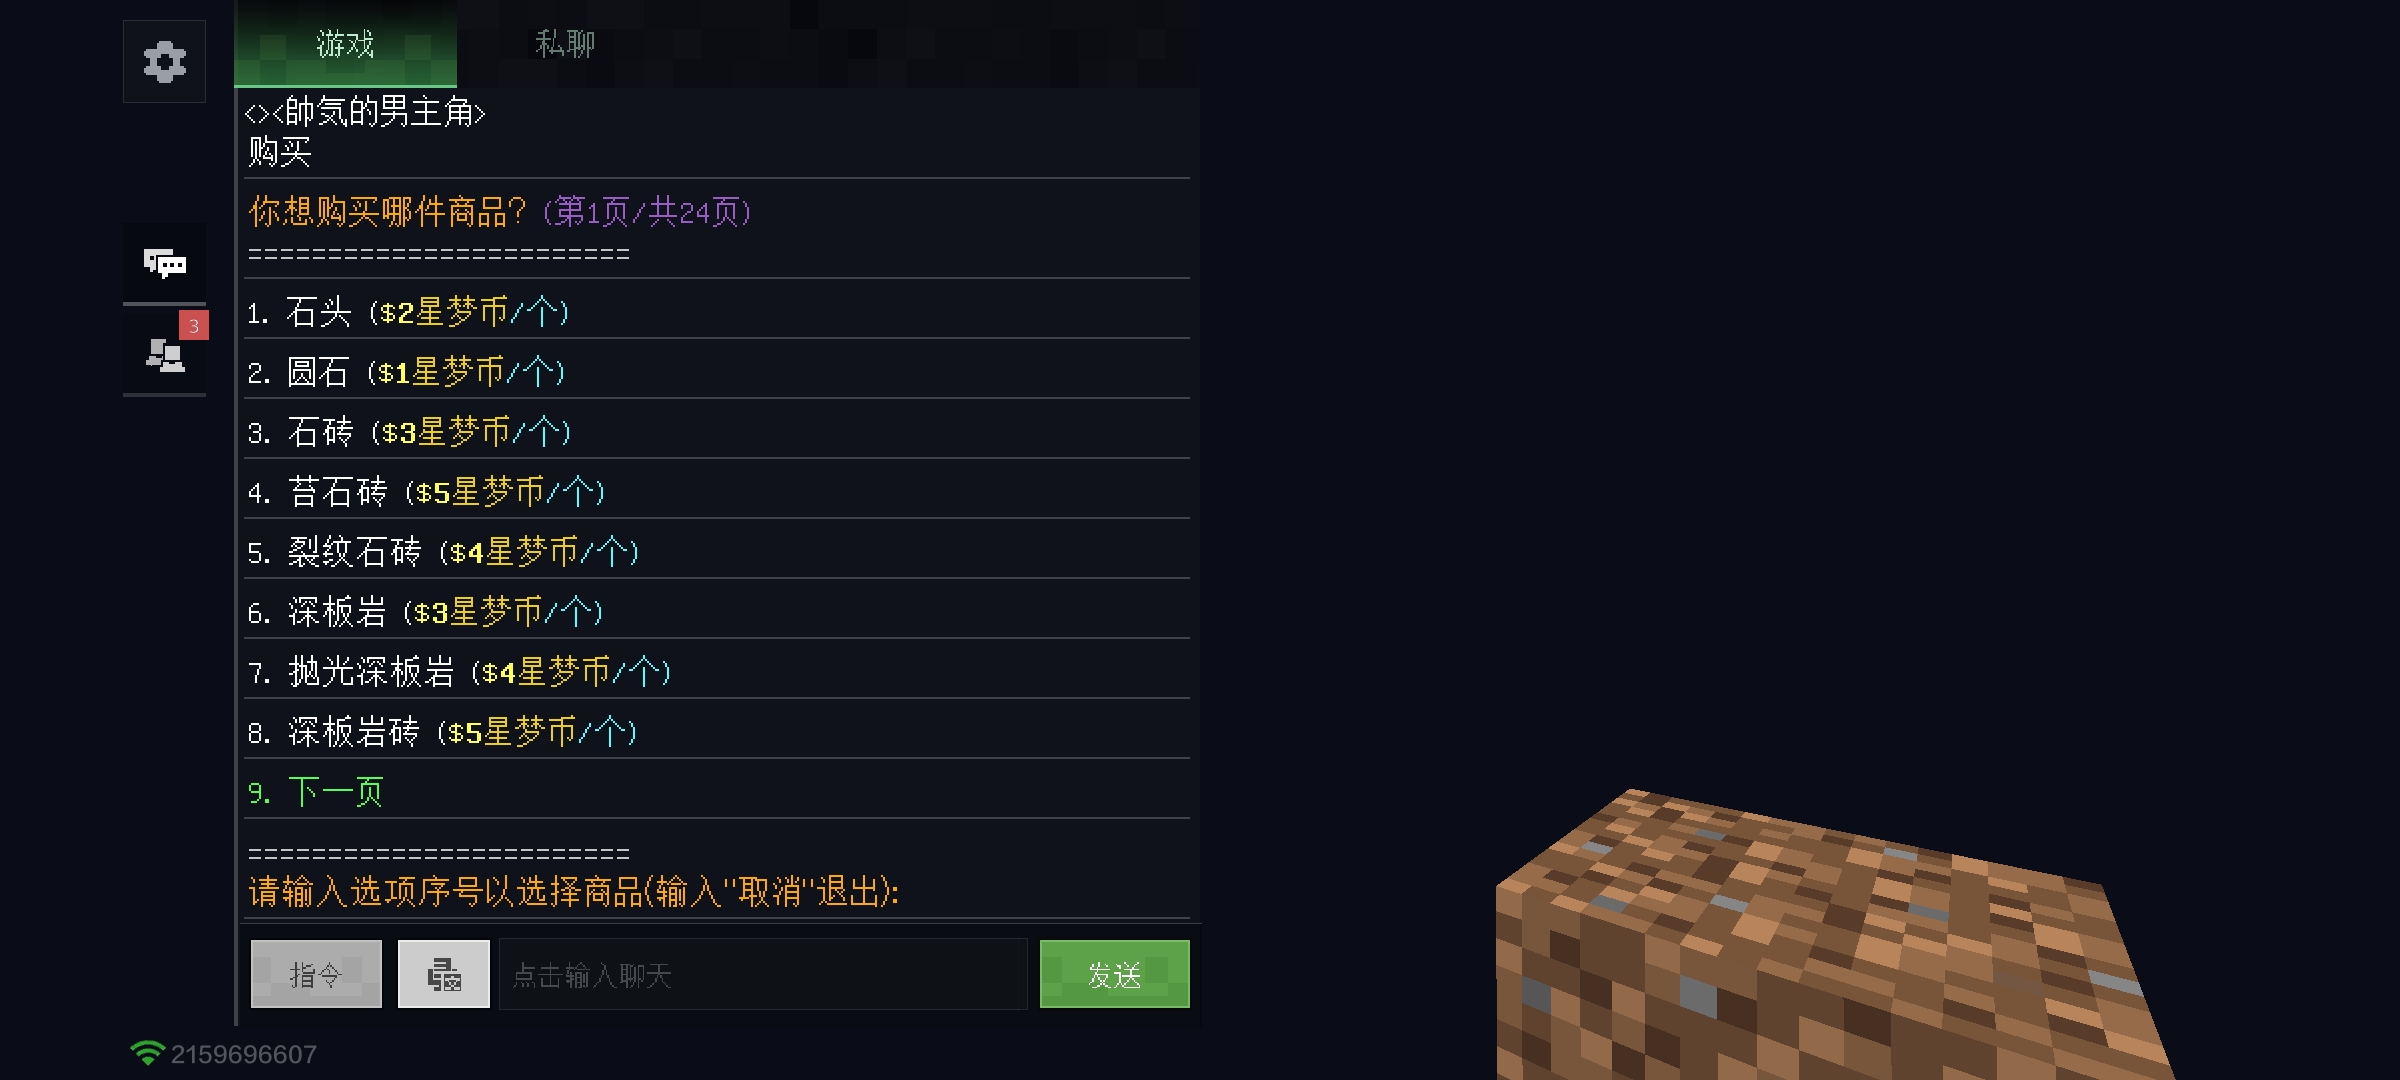 游戏
私聊
<><帥気的男主角>
购买
你想购买哪件商品? (第1页/共24页)
========================
1. 石头 ($2星梦币/个)
2. 圆石 ($1星梦币/个)
3. 石砖 ($3星梦币/个)
4. 苔石砖 ($5星梦币/个)
5. 裂纹石砖 ($4星梦币/个)
6. 深板岩 ($3星梦币/个)
7. 抛光深板岩 ($4星梦币/个)
8. 深板岩砖 ($5星梦币/个)
9. 下一页
========================
请输入选项序号以选择商品(输入"取消"退出):
3
指令
点击输入聊天
发送
2159696607